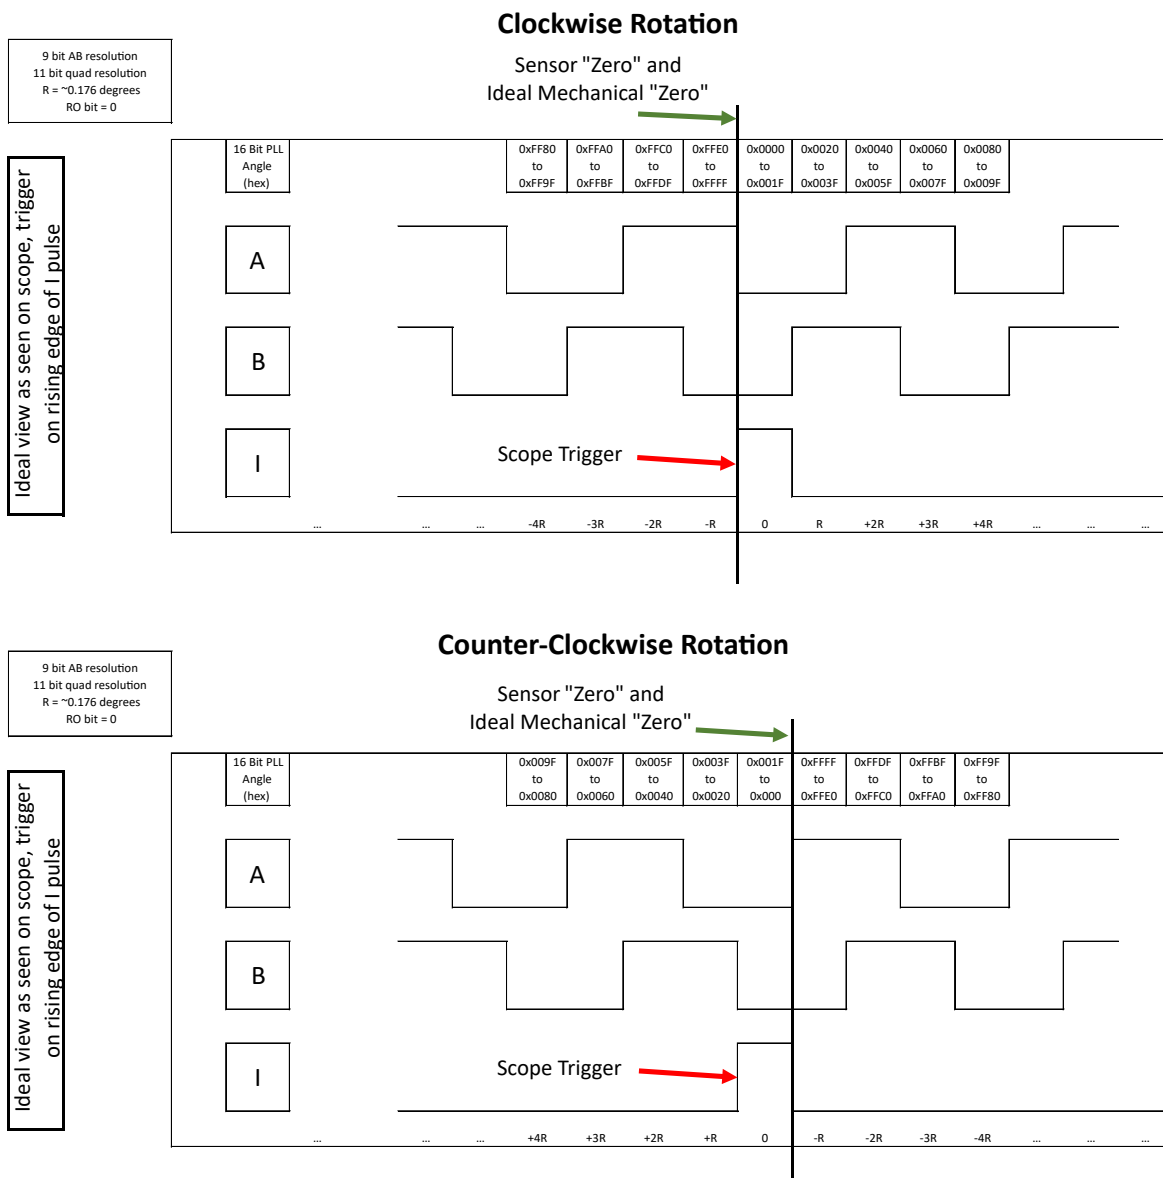 Clockwise Rotation
9 bit AB resolution
11 bit quad resolution
R = ~0.176 degrees
RO bit = 0
Sensor "Zero" and
Ideal Mechanical "Zero"
Ideal view as seen on scope, trigger
on rising edge of I pulse
16 Bit PLL
Angle
(hex)
0xFF80
to
0xFF9F
0xFFA0
to
0xFFBF
0xFFC0
to
0xFFDF
0xFFE0
to
0xFFFF
0x0000
to
0x001F
0x0020
to
0x003F
0x0040
to
0x005F
0x0060
to
0x007F
0x0080
to
0x009F
A
B
I
Scope Trigger
... ... ... -4R -3R -2R -R 0 R +2R +3R +4R ... ... ...
Counter-Clockwise Rotation
9 bit AB resolution
11 bit quad resolution
R = ~0.176 degrees
RO bit = 0
Sensor "Zero" and
Ideal Mechanical "Zero"
Ideal view as seen on scope, trigger
on rising edge of I pulse
16 Bit PLL
Angle
(hex)
0x009F
to
0x0080
0x007F
to
0x0060
0x005F
to
0x0040
0x003F
to
0x0020
0x001F
to
0x000
0xFFFF
to
0xFFE0
0xFFDF
to
0xFFC0
0xFFBF
to
0xFFA0
0xFF9F
to
0xFF80
A
B
I
Scope Trigger
... ... ... +4R +3R +2R +R 0 -R -2R -3R -4R ... ... ...